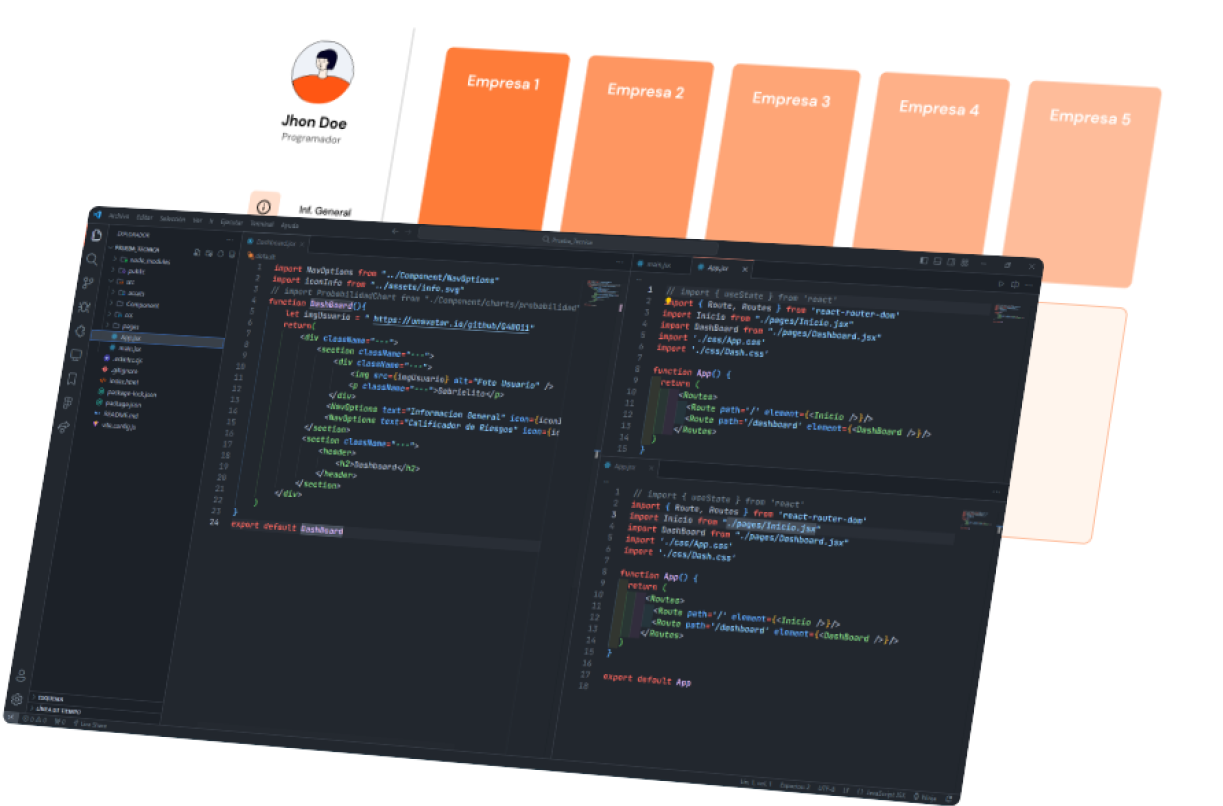 Empresa 1
Empresa 2
Empresa 3
Empresa 4
Empresa 5
Jhon Doe
Programador
Inf. General
Archivo Editar Selección Ver Ir Ejecutar Terminal Ayuda
Prueba_Tecnica
EXPLORADOR
PRUEBA_TECNICA
node_modules
public
src
assets
Component
css
pages
App.jsx
main.jsx
.gitignore
index.html
package-lock.json
package.json
README.md
vite.config.js
ESQUEMA
LÍNEA DE TIEMPO
Live Share
Dashboard.jsx
default
1 import NavOptions from "../Component/NavOptions"
2 import iconInfo from "../assets/info.svg"
3 // import ProbabilidadChart from "./Component/charts/probabilidad"
4 function DashBoard(){
5 let imgUsuario = " https://unavatar.io/github/G48011"
6 return(
7 <div className="···">
8 <section className="···">
9 <div className="···">
10 <img src={imgUsuario} alt="Foto Usuario" />
11 <p className="···">Gabrielito</p>
12 </div>
13 <NavOptions text="Informacion General" icon={iconI
14 <NavOptions text="Calificador de Riesgos" icon={ic
15 </section>
16 <section className="···">
17 <header>
18 <h2>Dashboard</h2>
19 </header>
20 </section>
21 </div>
22 )
23 }
24 export default DashBoard
main.jsx
App.jsx
1 // import { useState } from 'react'
2 import { Route, Routes } from 'react-router-dom'
3 import Inicio from "./pages/Inicio.jsx"
4 import DashBoard from "./pages/Dashboard.jsx"
5 import './css/App.css'
6 import './css/Dash.css'
7
8 function App() {
9 return (
10 <Routes>
11 <Route path='/' element={<Inicio />}/>
12 <Route path='/dashboard' element={<DashBoard />}/>
13 </Routes>
14 )
15 }
App.jsx
1 // import { useState } from 'react'
2 import { Route, Routes } from 'react-router-dom'
3 import Inicio from "./pages/Inicio.jsx"
4 import DashBoard from "./pages/Dashboard.jsx"
5 import './css/App.css'
6 import './css/Dash.css'
7
8 function App() {
9 return (
10 <Routes>
11 <Route path='/' element={<Inicio />}/>
12 <Route path='/dashboard' element={<DashBoard />}/>
13 </Routes>
14 )
15 }
16
17 export default App
18
Espacios: 2 UTF-8 LF {} JavaScript JSX Ninja